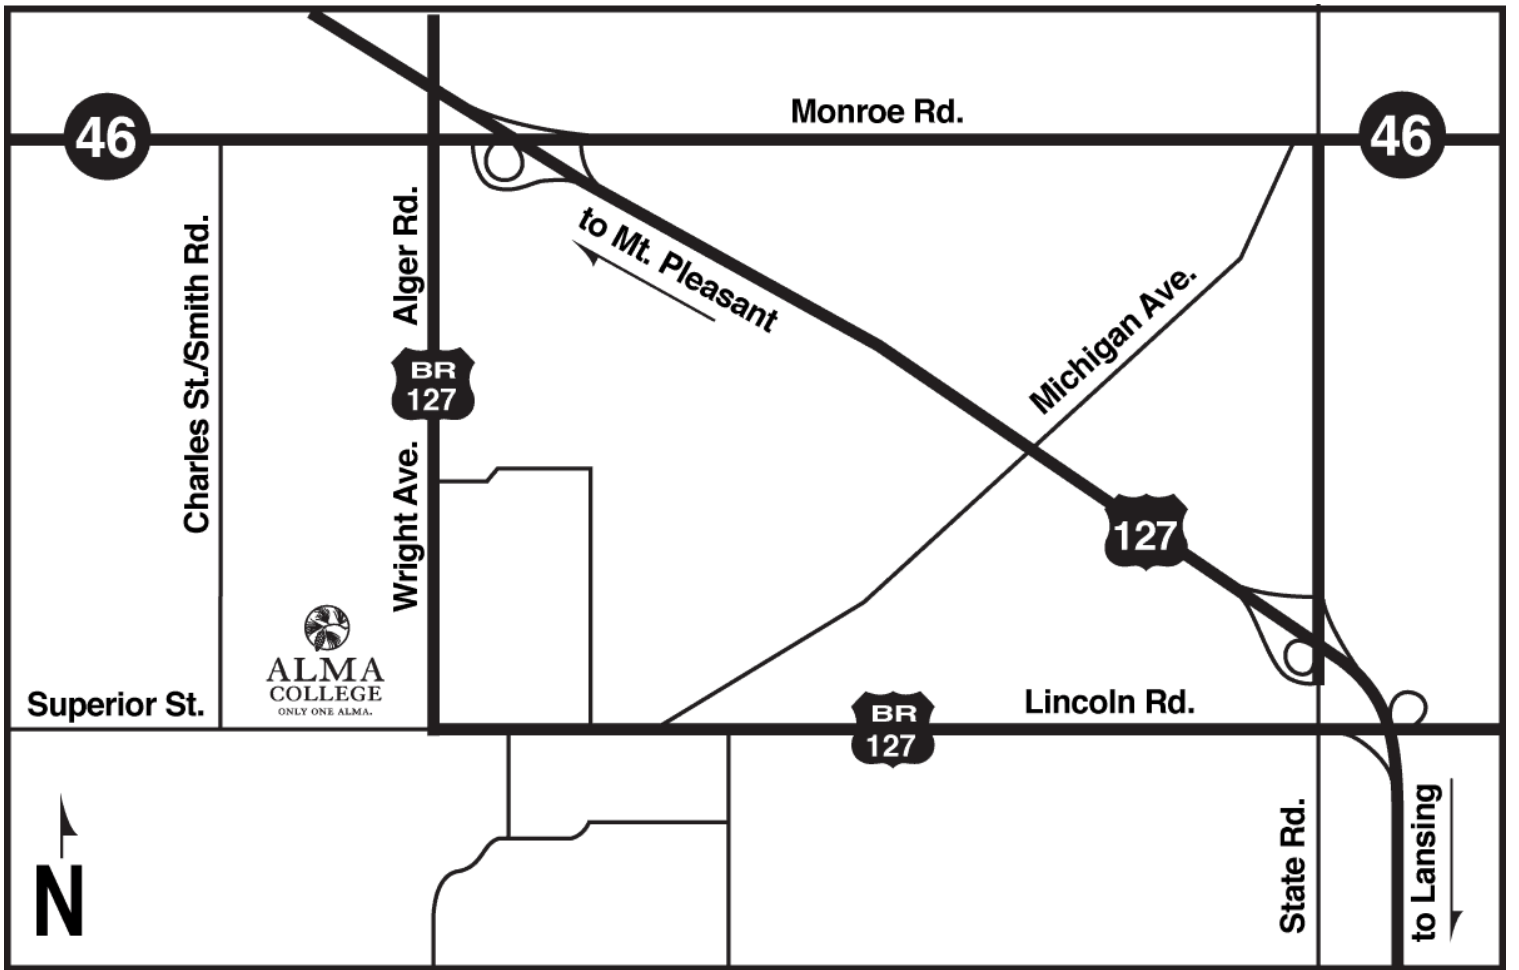 Monroe Rd.
46
46
Charles St./Smith Rd.
Alger Rd.
to Mt. Pleasant
Michigan Ave.
BR
127
Wright Ave.
127
ALMA
COLLEGE
ONLY ONE ALMA.
Superior St.
BR
127
Lincoln Rd.
State Rd.
to Lansing
N